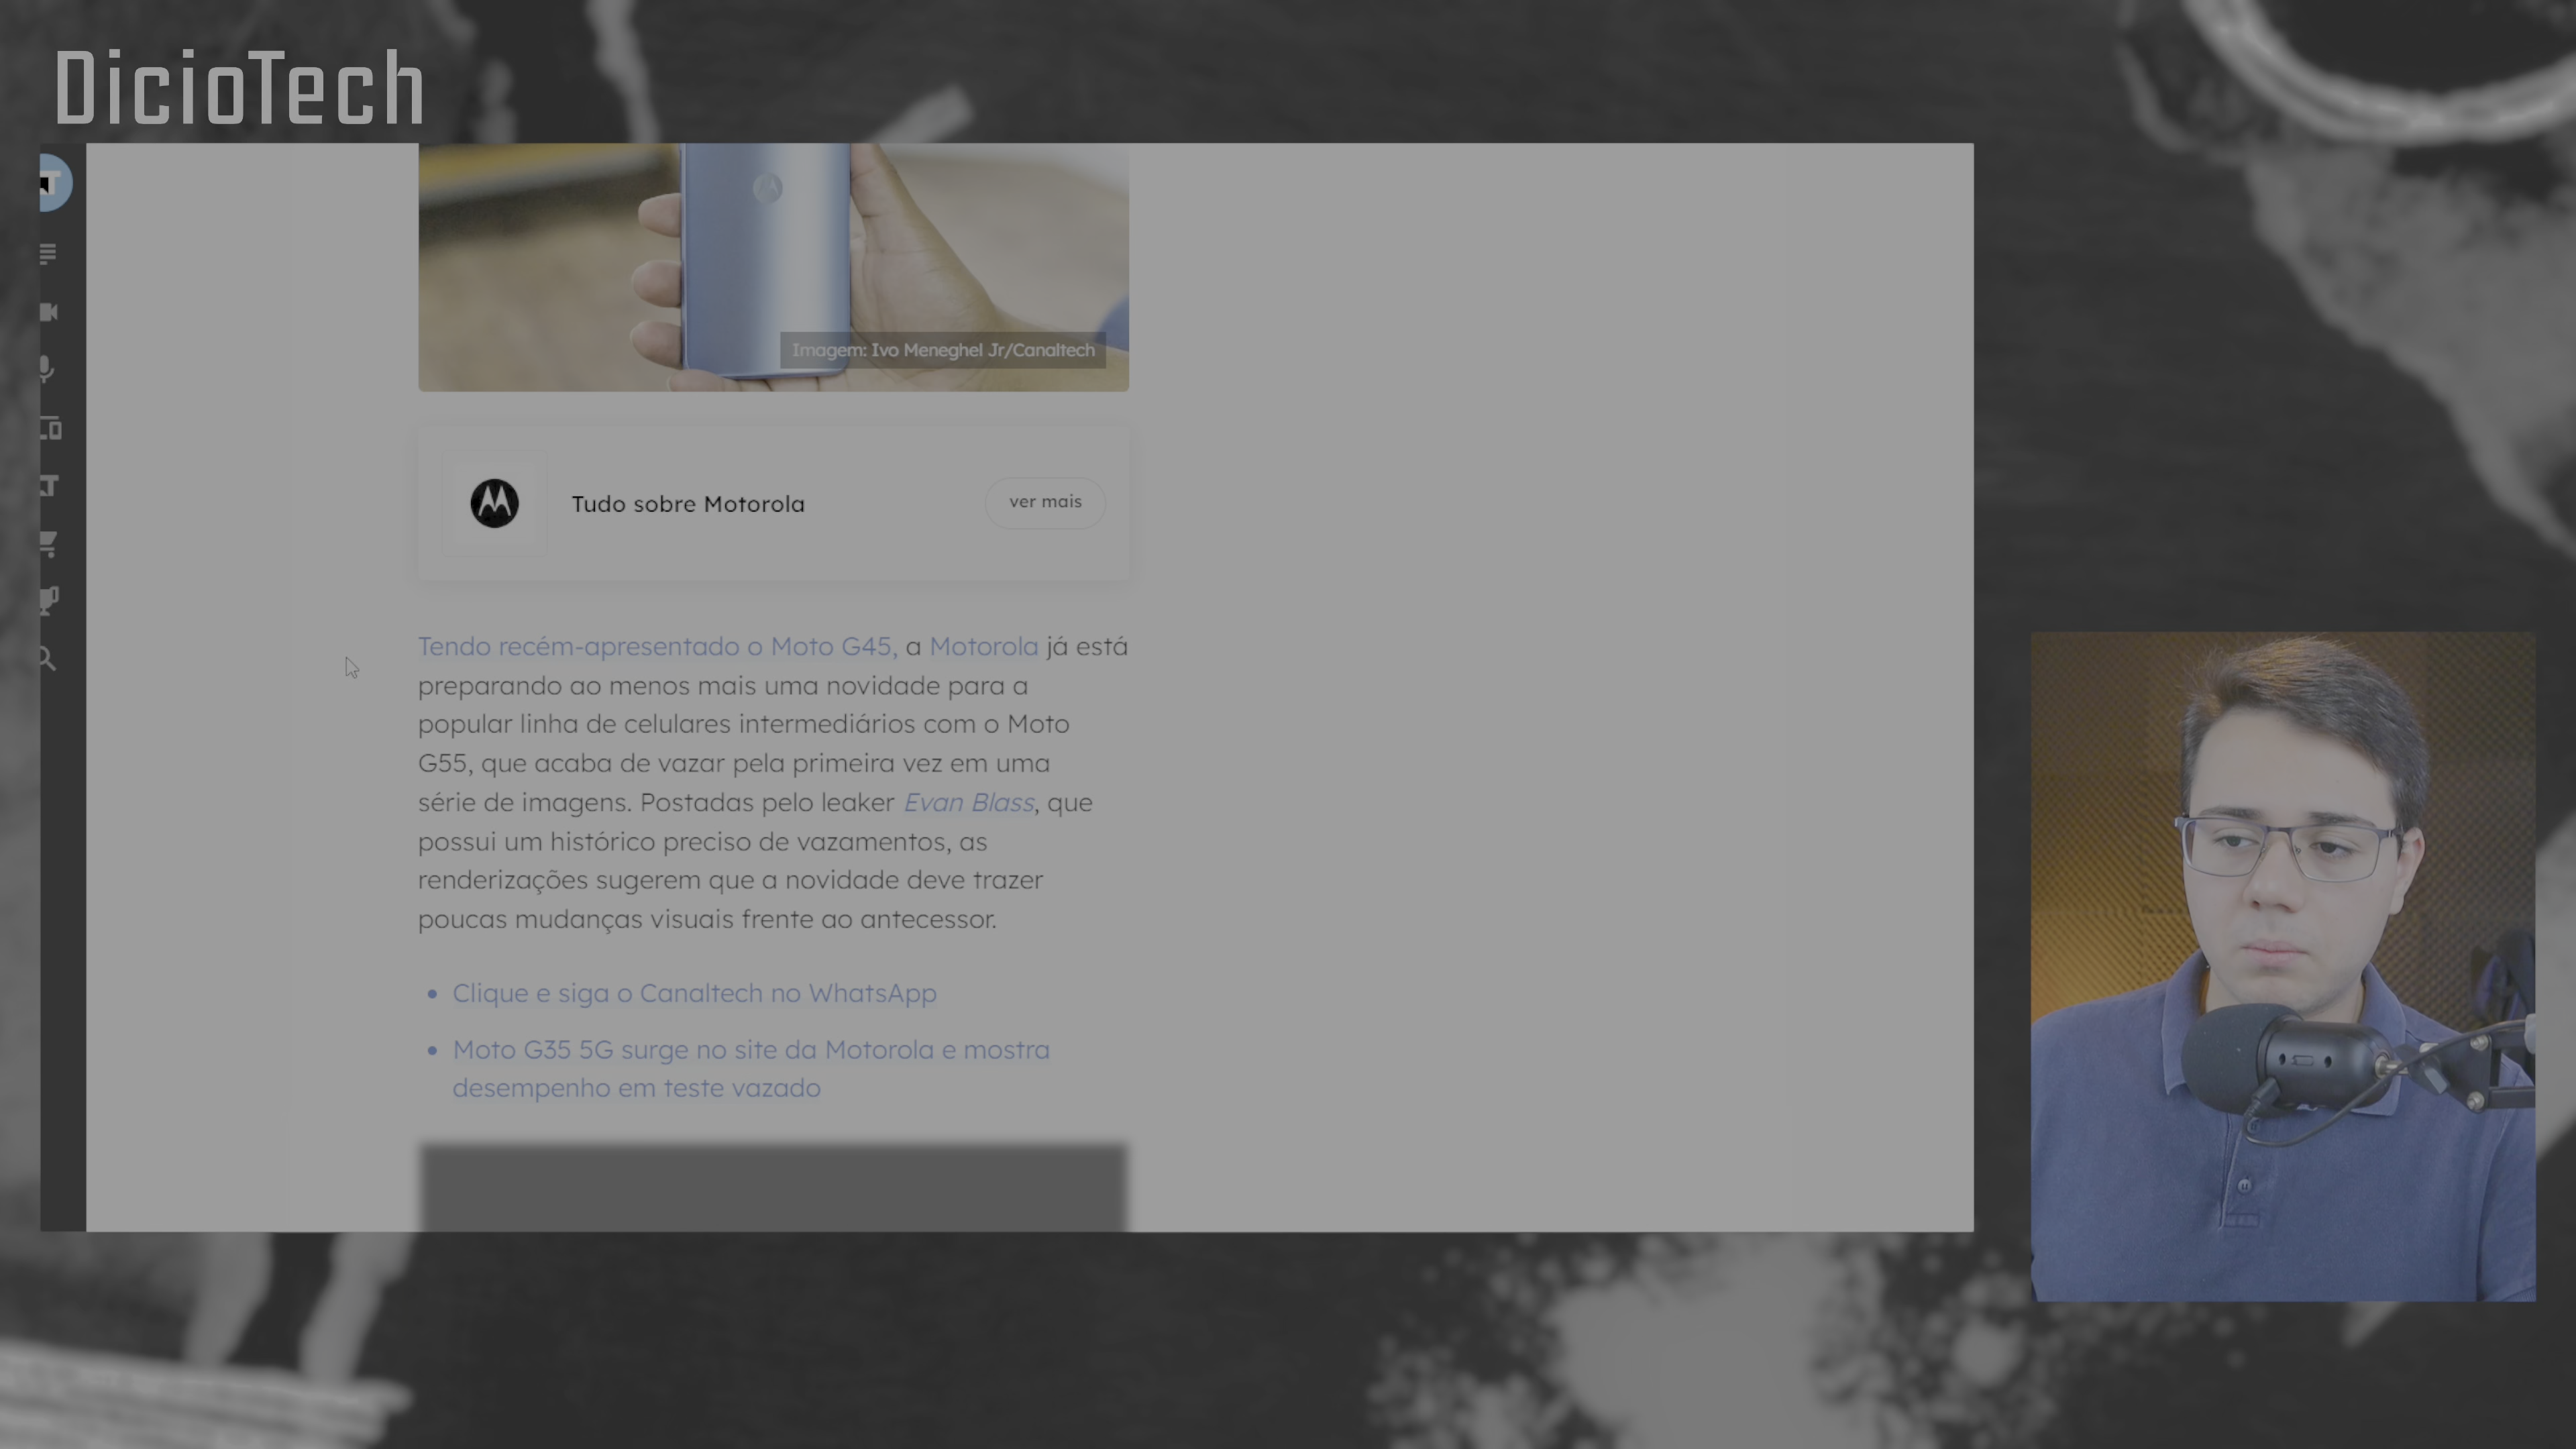 DicioTech
Imagem: Ivo Meneghel Jr/Canaltech
Tudo sobre Motorola
ver mais
Tendo recém-apresentado o Moto G45, a Motorola já está
preparando ao menos mais uma novidade para a
popular linha de celulares intermediários com o Moto
G55, que acaba de vazar pela primeira vez em uma
série de imagens. Postadas pelo leaker Evan Blass, que
possui um histórico preciso de vazamentos, as
renderizações sugerem que a novidade deve trazer
poucas mudanças visuais frente ao antecessor.
• Clique e siga o Canaltech no WhatsApp
• Moto G35 5G surge no site da Motorola e mostra
desempenho em teste vazado